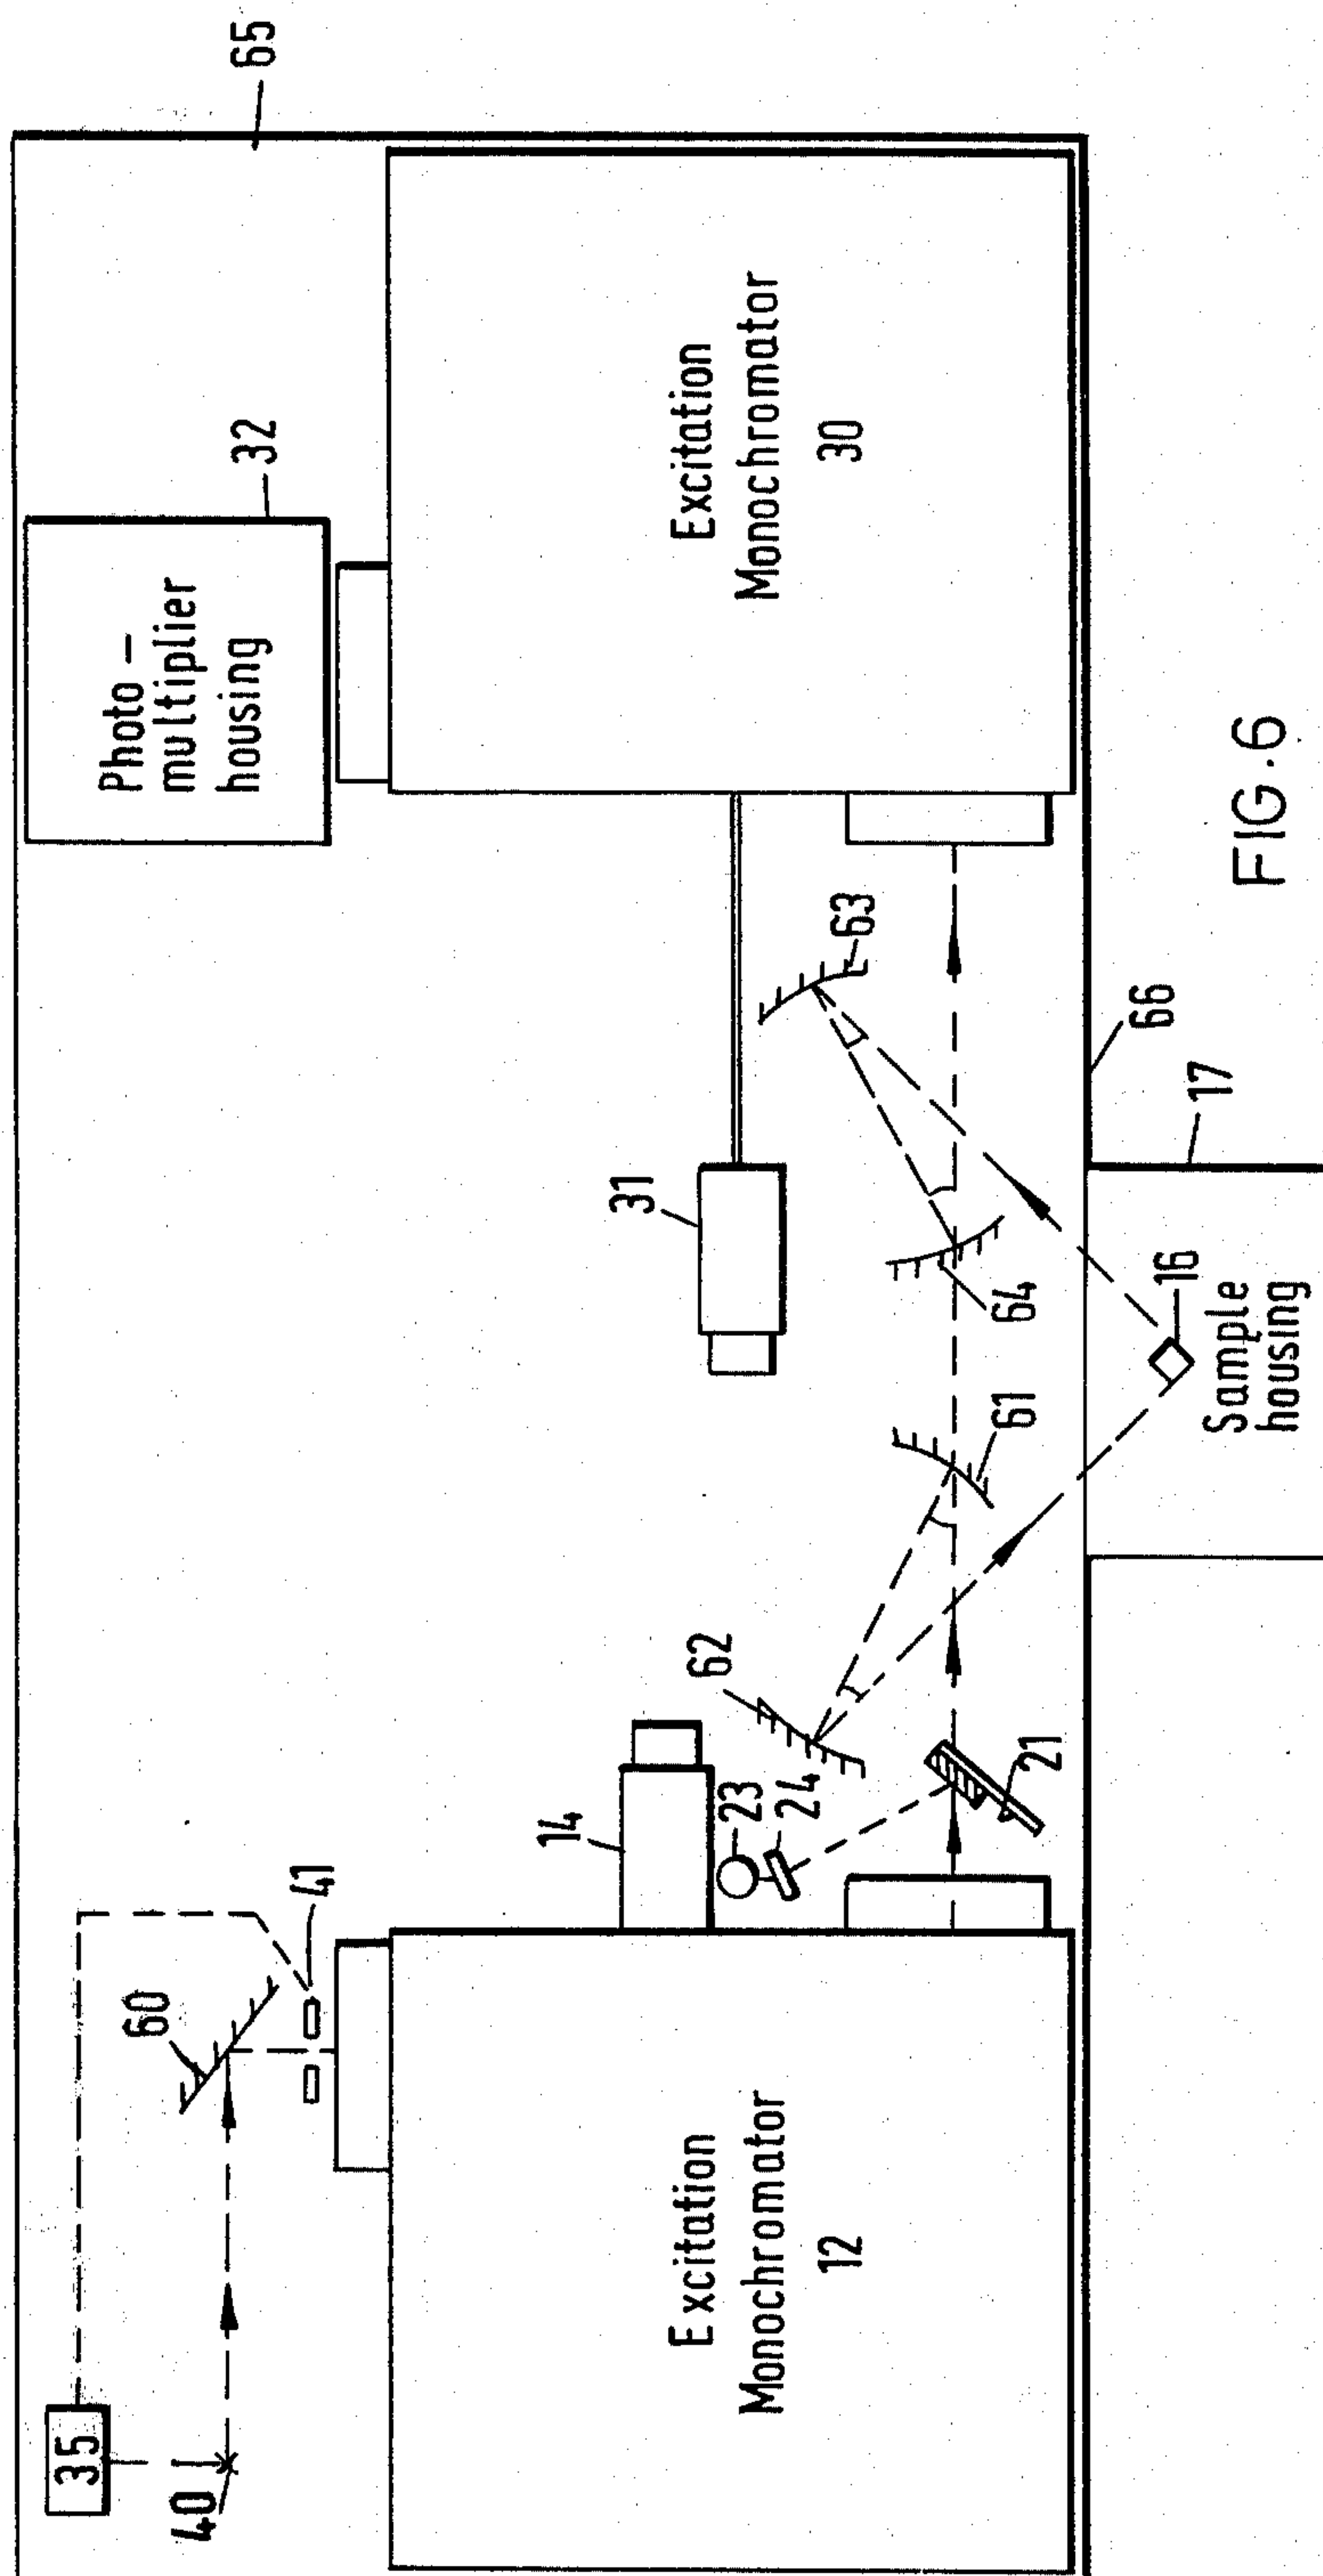 65
32
Photo –
multiplier
housing
Excitation
Monochromator
30
31
63
64
61
66
17
16
Sample
housing
62
14
23
24
21
41
60
35
40
Excitation
Monochromator
12
FIG.6